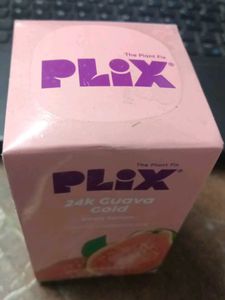 The Plant Fix
PLiX®
The Plant Fix
PLiX®
24k Guava
Gold